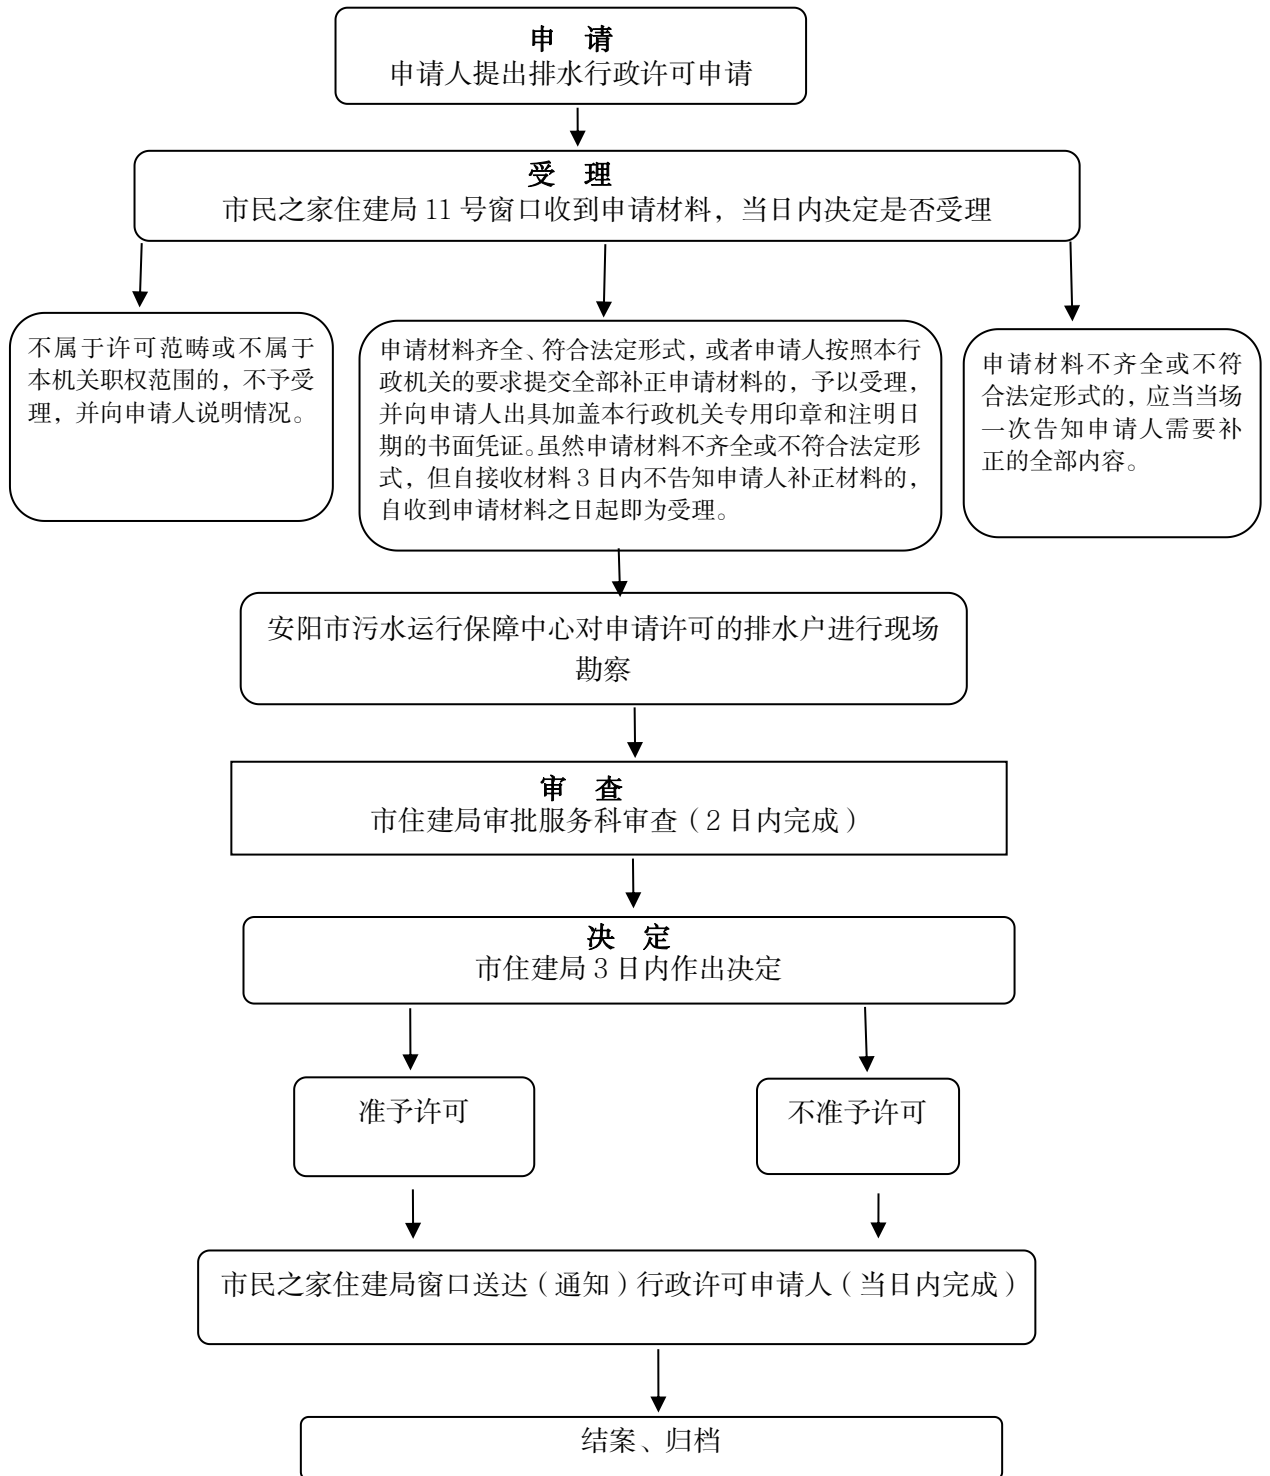 申 请
申请人提出排水行政许可申请
受 理
市民之家住建局 11 号窗口收到申请材料，当日内决定是否受理
不属于许可范畴或不属于
本机关职权范围的，不予受
理，并向申请人说明情况。
申请材料齐全、符合法定形式，或者申请人按照本行
政机关的要求提交全部补正申请材料的，予以受理，
并向申请人出具加盖本行政机关专用印章和注明日
期的书面凭证。虽然申请材料不齐全或不符合法定形
式，但自接收材料 3 日内不告知申请人补正材料的，
自收到申请材料之日起即为受理。
申请材料不齐全或不符
合法定形式的，应当当场
一次告知申请人需要补
正的全部内容。
安阳市污水运行保障中心对申请许可的排水户进行现场
勘察
审 查
市住建局审批服务科审查（2 日内完成）
决 定
市住建局 3 日内作出决定
准予许可
不准予许可
市民之家住建局窗口送达（通知）行政许可申请人（当日内完成）
结案、归档